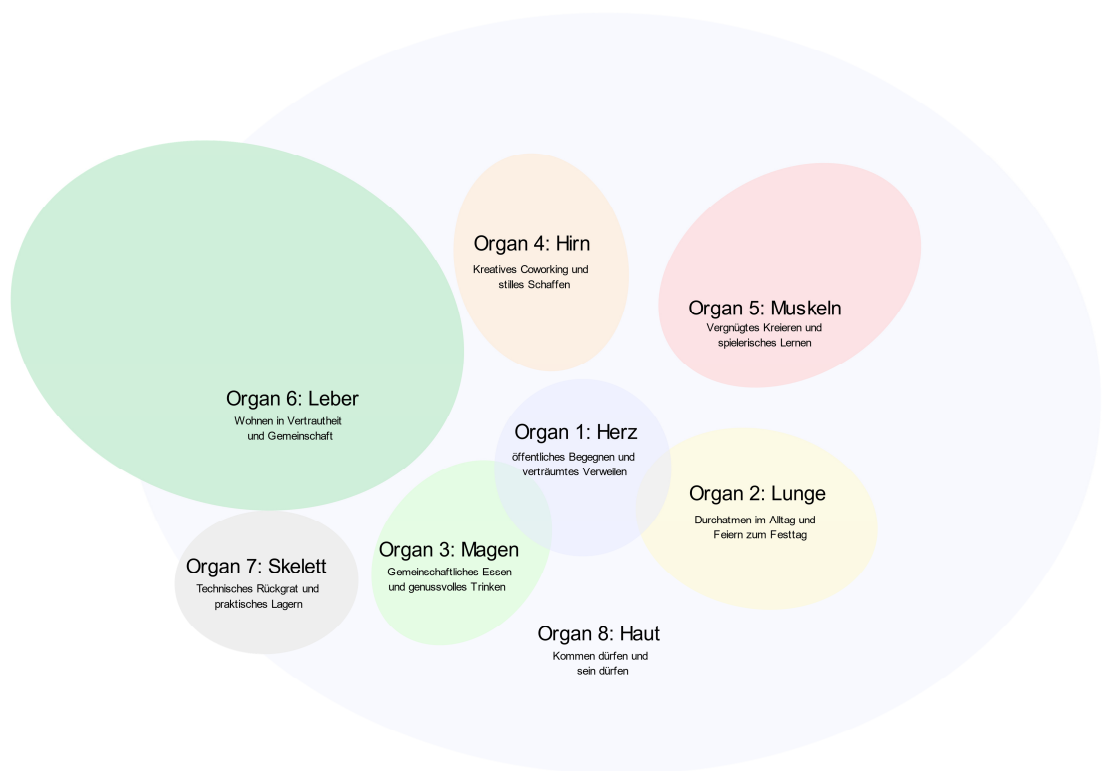 Organ 4: Hirn
Kreatives Coworking und
stilles Schaffen
Organ 5: Muskeln
Vergnügtes Kreieren und
spielerisches Lernen
Organ 6: Leber
Wohnen in Vertrautheit
und Gemeinschaft
Organ 1: Herz
öffentliches Begegnen und
verträumtes Verweilen
Organ 2: Lunge
Durchatmen im Alltag und
Feiern zum Festtag
Organ 3: Magen
Gemeinschaftliches Essen
und genussvolles Trinken
Organ 7: Skelett
Technisches Rückgrat und
praktisches Lagern
Organ 8: Haut
Kommen dürfen und
sein dürfen